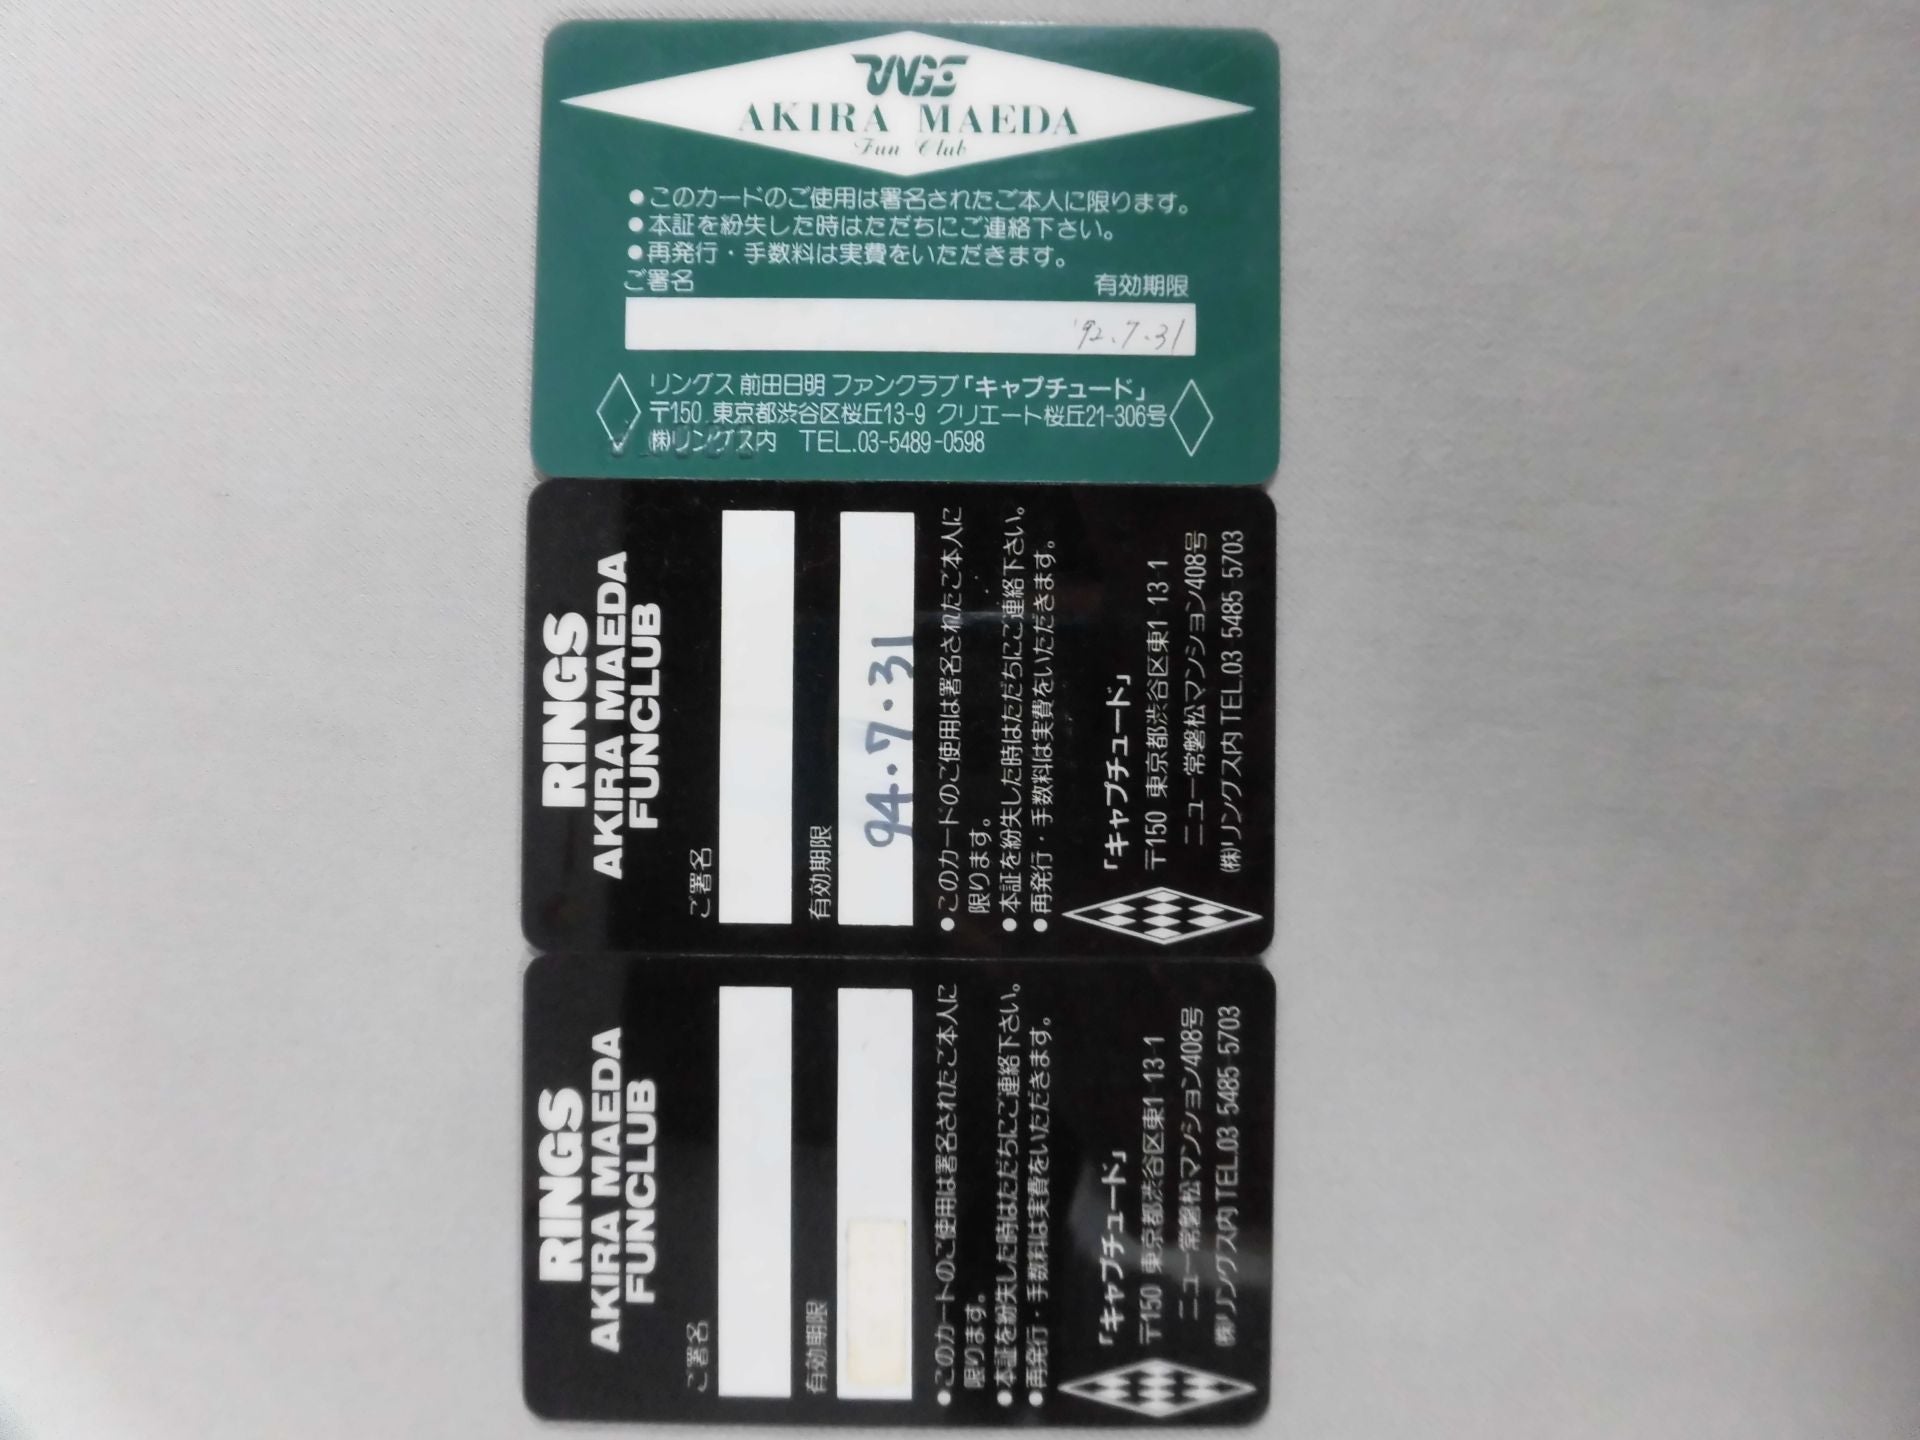 RINGS
AKIRA MAEDA
Fun Club
●このカードのご使用は署名されたご本人に限ります。
●本証を紛失した時はただちにご連絡下さい。
●再発行・手数料は実費をいただきます。
ご署名 有効期限
'92.7.31
リングス 前田日明 ファンクラブ「キャプチュード」
〒150 東京都渋谷区桜丘13-9 クリエート桜丘21-306号
㈱リングス内 TEL.03-5489-0598
RINGS
AKIRA MAEDA
FUNCLUB
ご署名
有効期限
94.7.31
●このカードのご使用は署名されたご本人に
限ります。
●本証を紛失した時はただちにご連絡下さい。
●再発行・手数料は実費をいただきます。
「キャプチュード」
〒150 東京都渋谷区東1 13 1
ニュー常磐松マンション408号
㈱リングス内 TEL.03 5485 5703
RINGS
AKIRA MAEDA
FUNCLUB
ご署名
有効期限
●このカードのご使用は署名されたご本人に
限ります。
●本証を紛失した時はただちにご連絡下さい。
●再発行・手数料は実費をいただきます。
「キャプチュード」
〒150 東京都渋谷区東1 13-1
ニュー常磐松マンション408号
㈱リングス内 TEL.03 5485 5703